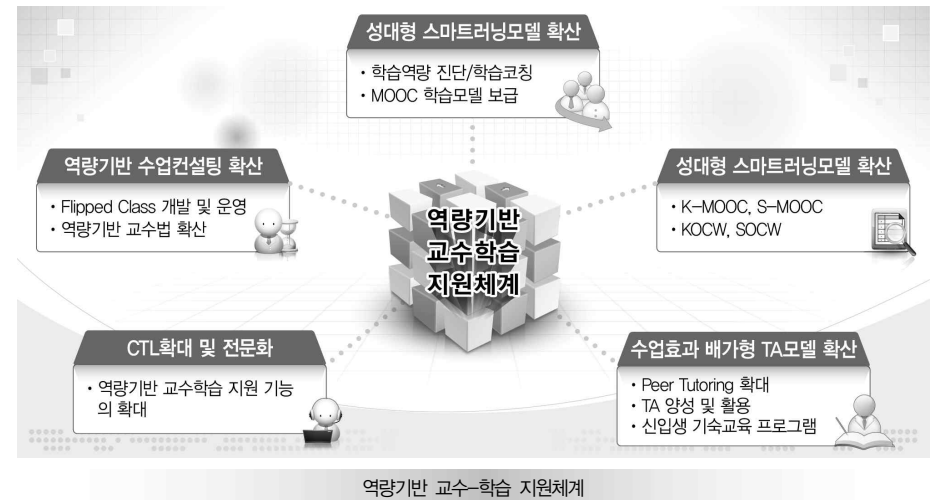 성대형 스마트러닝모델 확산
• 학습역량 진단/학습코칭
• MOOC 학습모델 보급
역량기반 수업컨설팅 확산
• Flipped Class 개발 및 운영
• 역량기반 교수법 확산
성대형 스마트러닝모델 확산
• K-MOOC, S-MOOC
• KOCW, SOCW
역량기반
교수학습
지원체계
CTL확대 및 전문화
• 역량기반 교수학습 지원 기능
의 확대
수업효과 배가형 TA모델 확산
• Peer Tutoring 확대
• TA 양성 및 활용
• 신입생 기숙교육 프로그램
역량기반 교수-학습 지원체계